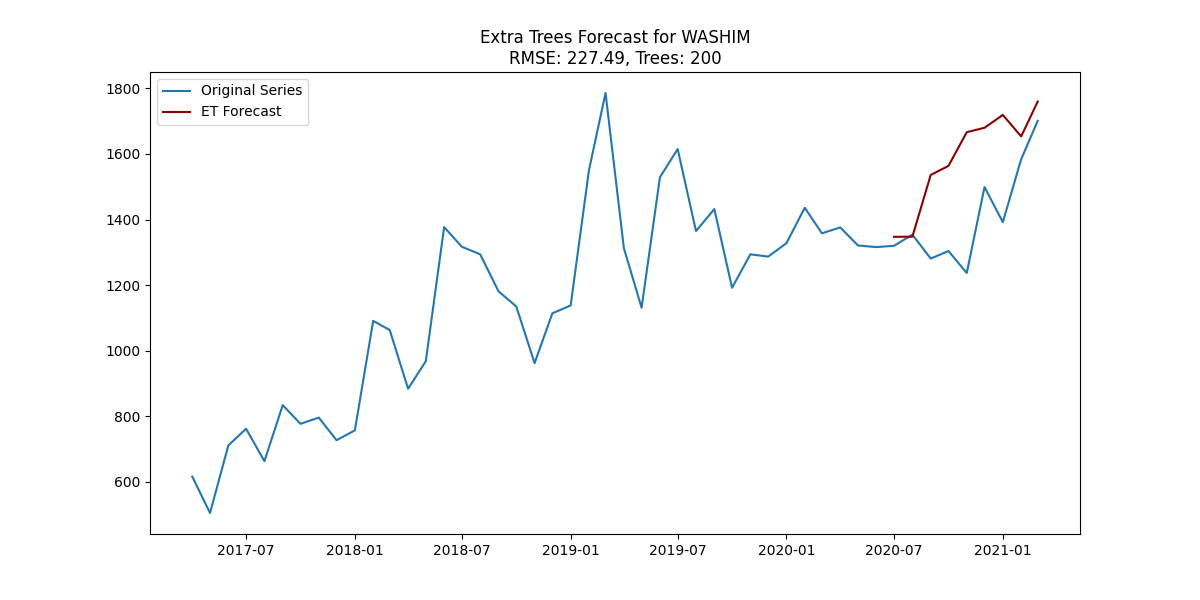 Extra Trees Forecast for WASHIM
RMSE: 227.49, Trees: 200
Original Series
ET Forecast
1800
1600
1400
1200
1000
800
600
2017-07 2018-01 2018-07 2019-01 2019-07 2020-01 2020-07 2021-01